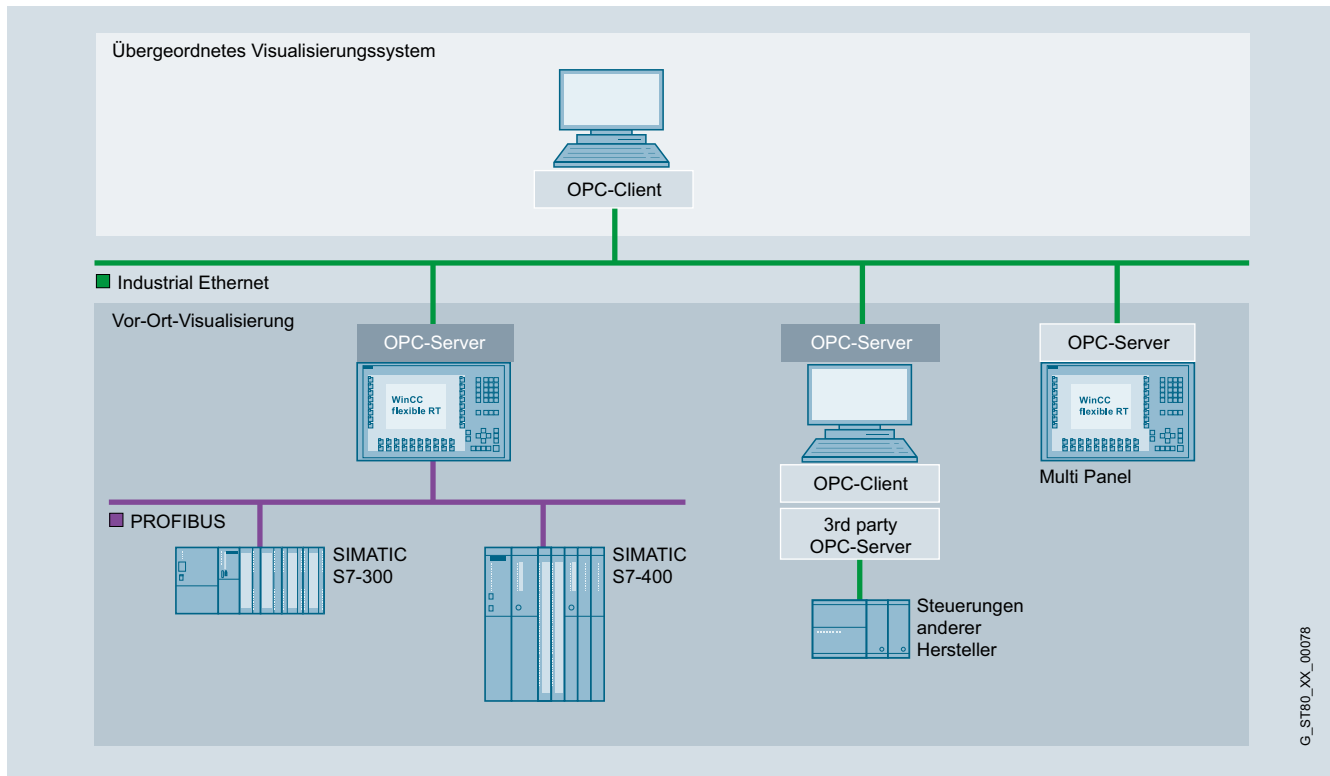 Übergeordnetes Visualisierungssystem
OPC-Client
Industrial Ethernet
Vor-Ort-Visualisierung
OPC-Server
WinCC
flexible RT
OPC-Server
OPC-Server
WinCC
flexible RT
OPC-Client
Multi Panel
PROFIBUS
3rd party
OPC-Server
SIMATIC
S7-300
SIMATIC
S7-400
Steuerungen
anderer
Hersteller
G_ST80_XX_00078